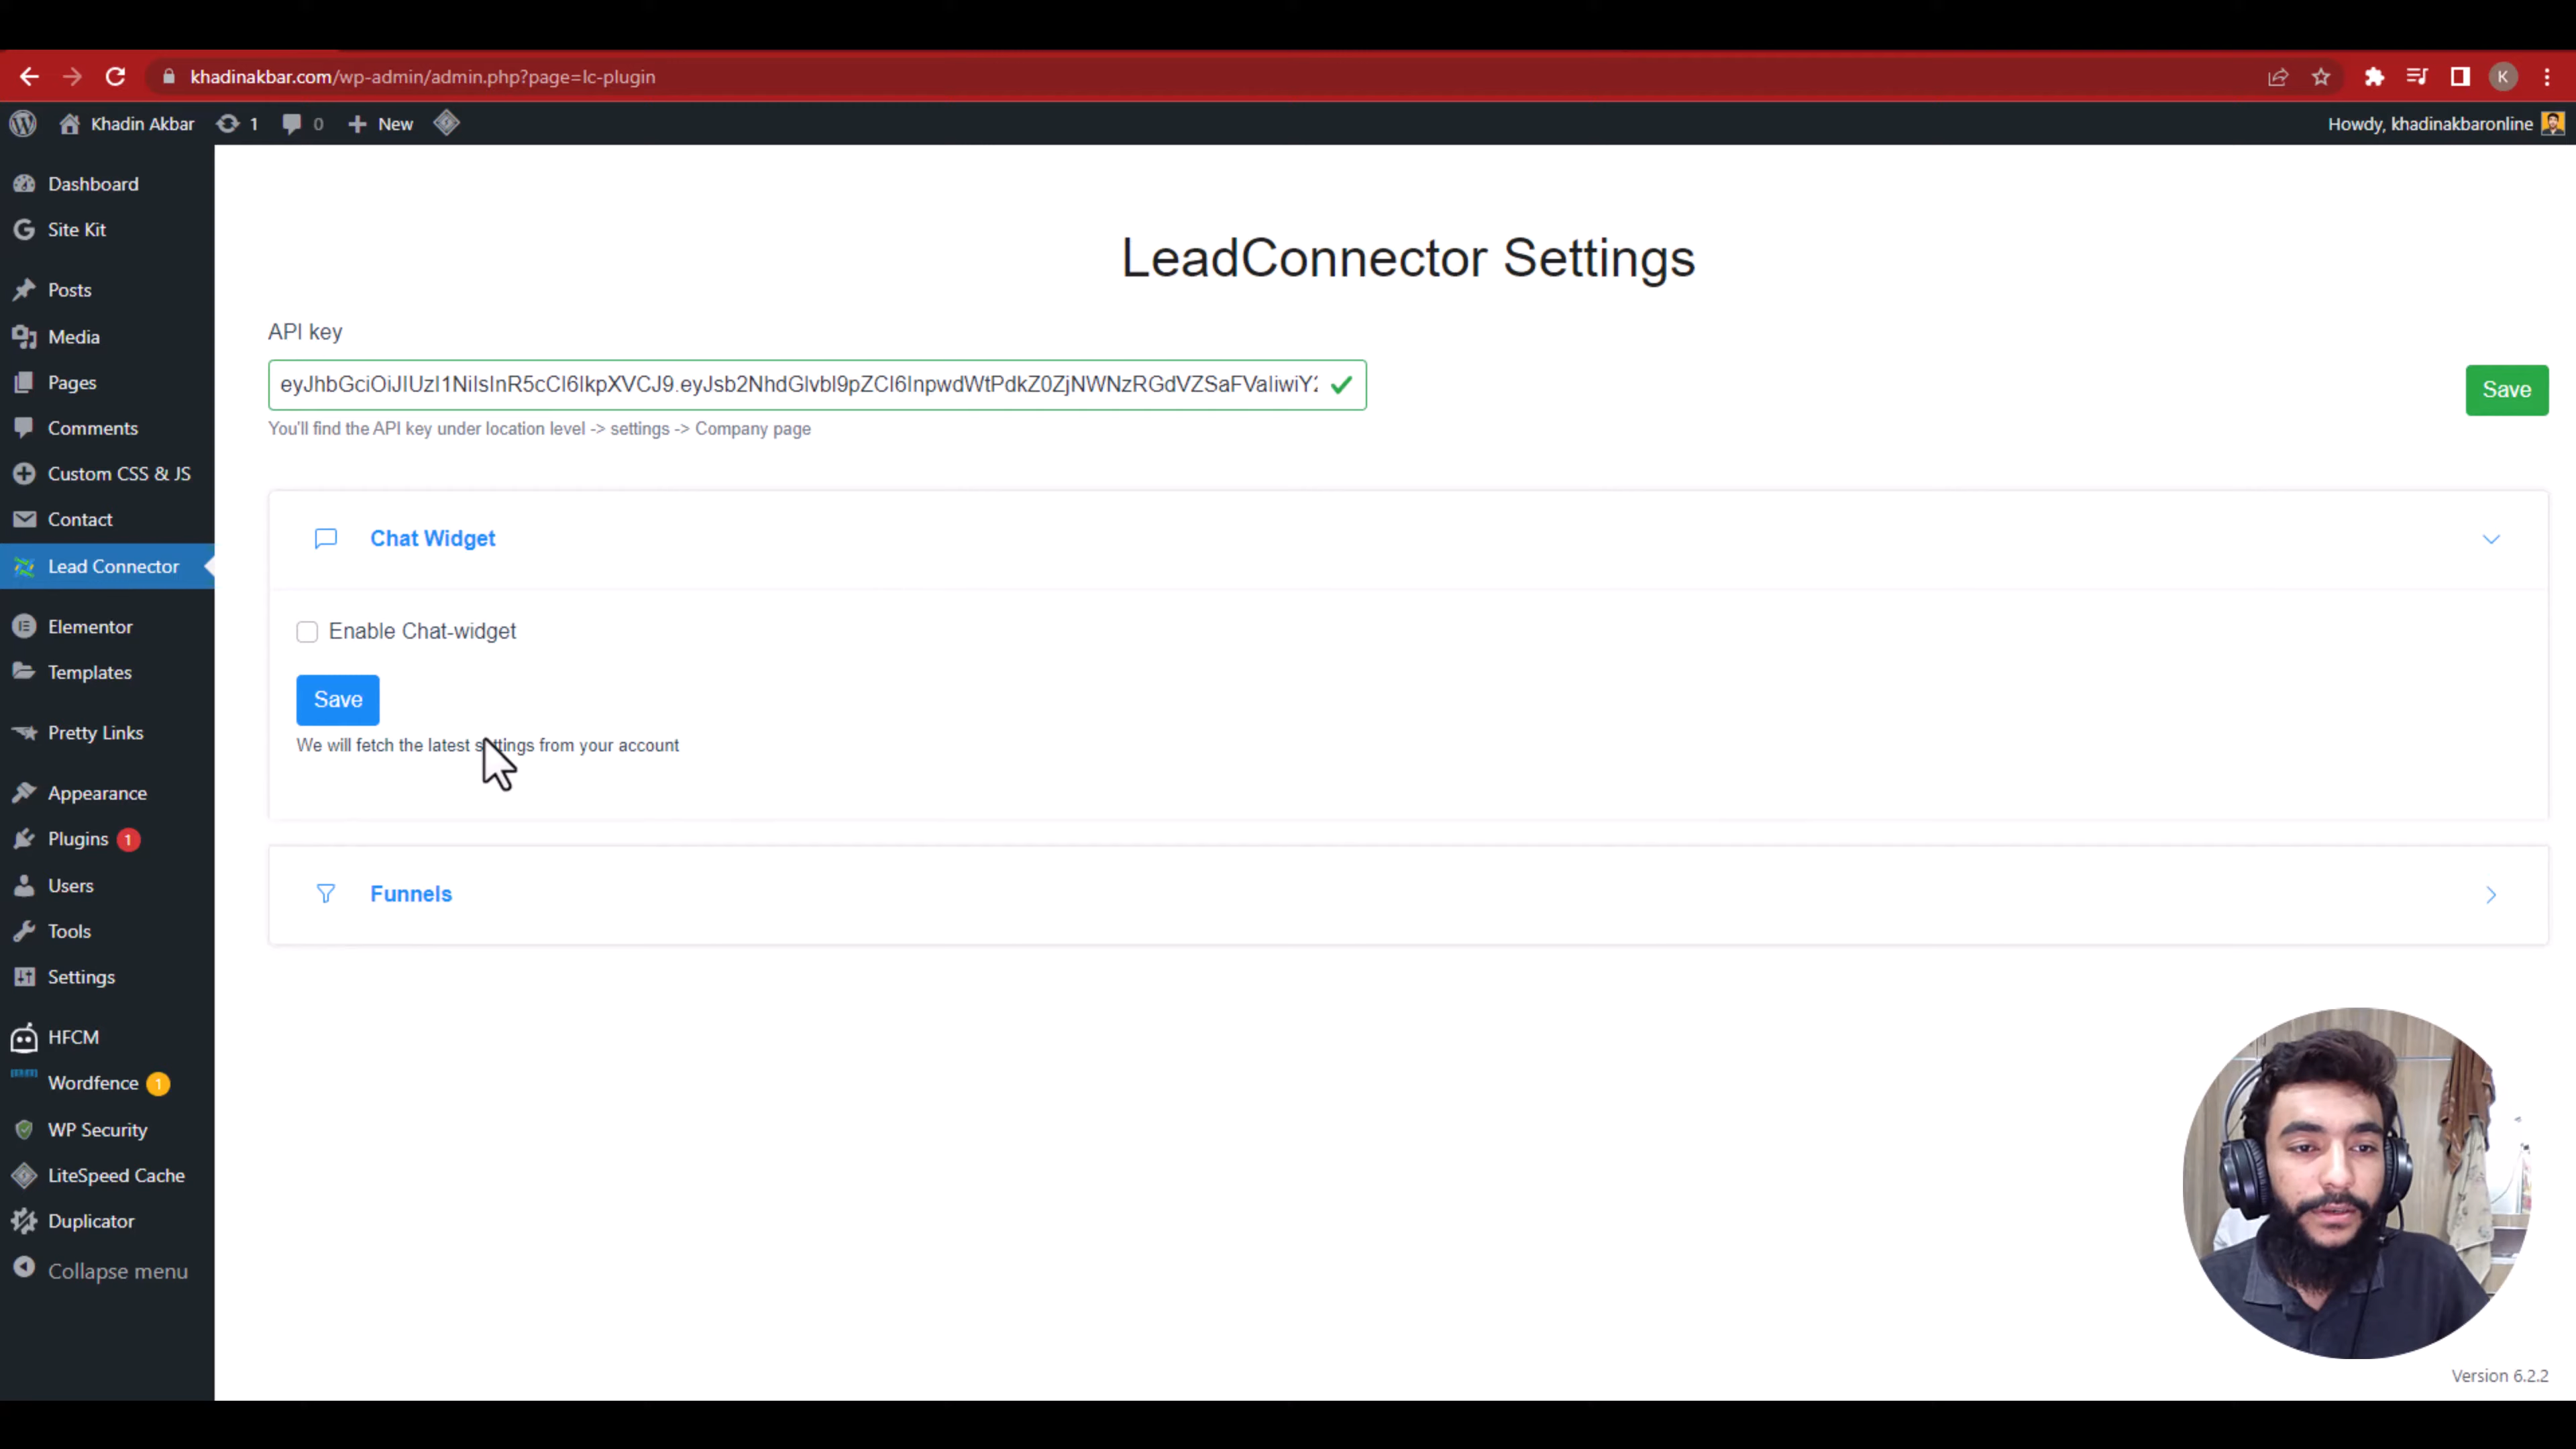 khadinakbar.com/wp-admin/admin.php?page=lc-plugin
K
Khadin Akbar
1
0
New
Howdy, khadinakbaronline
Dashboard
Site Kit
Posts
Media
Pages
Comments
Custom CSS & JS
Contact
Lead Connector
Elementor
Templates
Pretty Links
Appearance
Plugins 1
Users
Tools
Settings
HFCM
Wordfence 1
WP Security
LiteSpeed Cache
Duplicator
Collapse menu
LeadConnector Settings
API key
Save
You'll find the API key under location level -> settings -> Company page
Chat Widget
Enable Chat-widget
Save
We will fetch the latest settings from your account
Funnels
Version 6.2.2